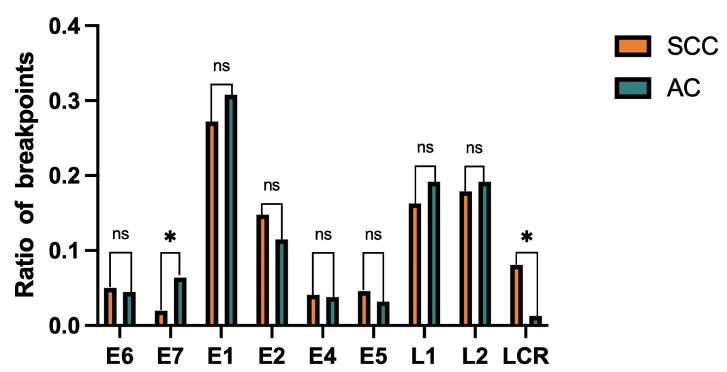 Ratio of breakpoints
0.4
0.3
0.2
0.1
0.0
ns
*
ns
ns
ns
ns
ns
ns
*
E6 E7 E1 E2 E4 E5 L1 L2 LCR
SCC
AC